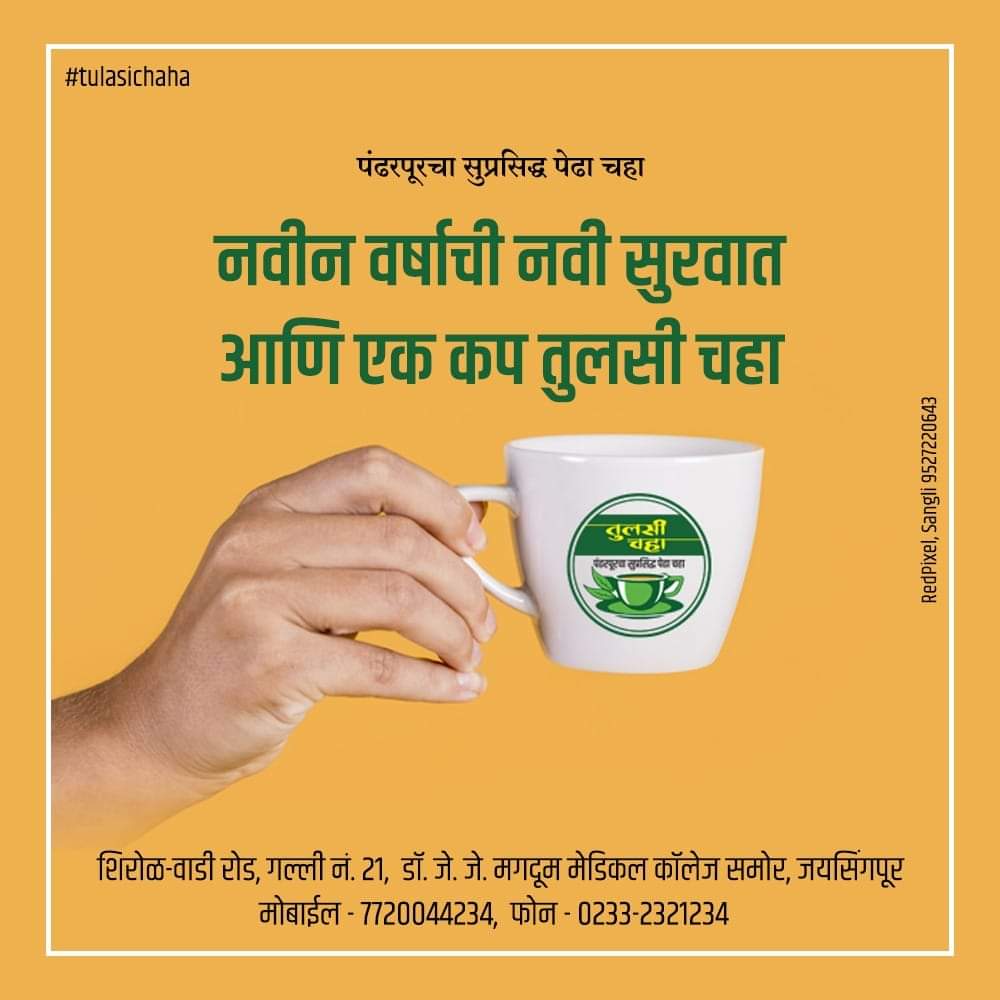 #tulasichaha
पंढरपूरचा सुप्रसिद्ध पेढा चहा
नवीन वर्षाची नवी सुरवात
आणि एक कप तुलसी चहा
तुलसी
चहा
पंढरपूरचा सुप्रसिद्ध पेढा चहा
RedPixel, Sangli 9527220643
शिरोळ-वाडी रोड, गल्ली नं. 21, डॉ. जे. जे. मगदूम मेडिकल कॉलेज समोर, जयसिंगपूर
मोबाईल - 7720044234, फोन - 0233-2321234